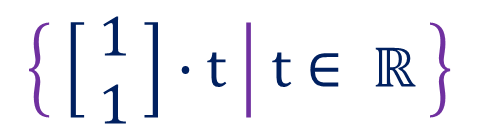 { [ 1
1 ] · t | t ∈ ℝ }